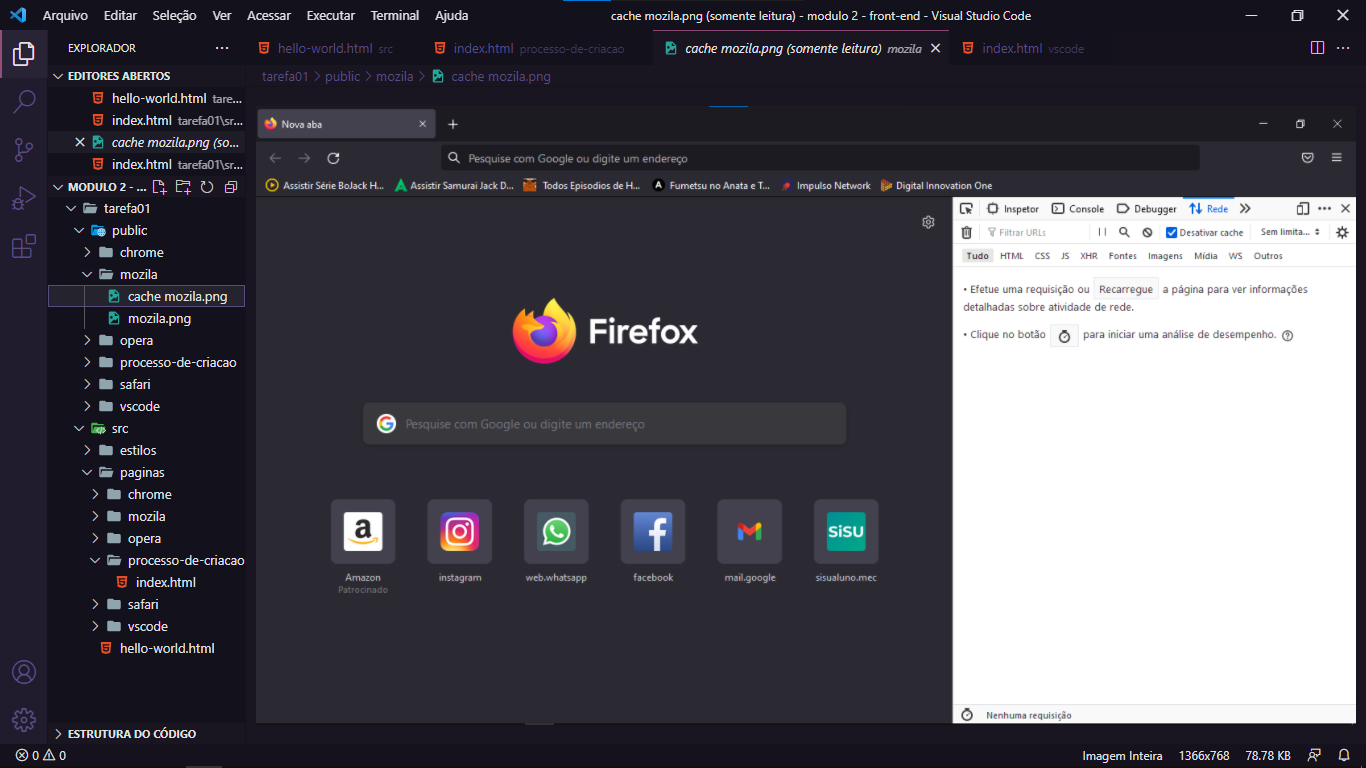 Arquivo Editar Seleção Ver Acessar Executar Terminal Ajuda cache mozila.png (somente leitura) - modulo 2 - front-end - Visual Studio Code
EXPLORADOR
hello-world.html src index.html processo-de-criacao cache mozila.png (somente leitura) mozila index.html vscode
EDITORES ABERTOS
hello-world.html tare...
index.html tarefa01\sr...
cache mozila.png (so...
index.html tarefa01\sr...
MODULO 2 - ...
tarefa01
public
chrome
mozila
cache mozila.png
mozila.png
opera
processo-de-criacao
safari
vscode
src
estilos
paginas
chrome
mozila
opera
processo-de-criacao
index.html
safari
vscode
hello-world.html
ESTRUTURA DO CÓDIGO
tarefa01 > public > mozila > cache mozila.png
Nova aba
Pesquise com Google ou digite um endereço
Assistir Série BoJack H... Assistir Samurai Jack D... Todos Episodios de H... Fumetsu no Anata e T... Impulso Network Digital Innovation One
Firefox
Pesquise com Google ou digite um endereço
a
siSU
Amazon instagram web.whatsapp facebook mail.google sisualuno.mec
Patrocinado
Inspetor Console Debugger Rede
Filtrar URLs Desativar cache Sem limita...
Tudo HTML CSS JS XHR Fontes Imagens Mídia WS Outros
• Efetue uma requisição ou Recarregue a página para ver informações
detalhadas sobre atividade de rede.
• Clique no botão para iniciar uma análise de desempenho.
Nenhuma requisição
0 0 Imagem Inteira 1366x768 78.78 KB